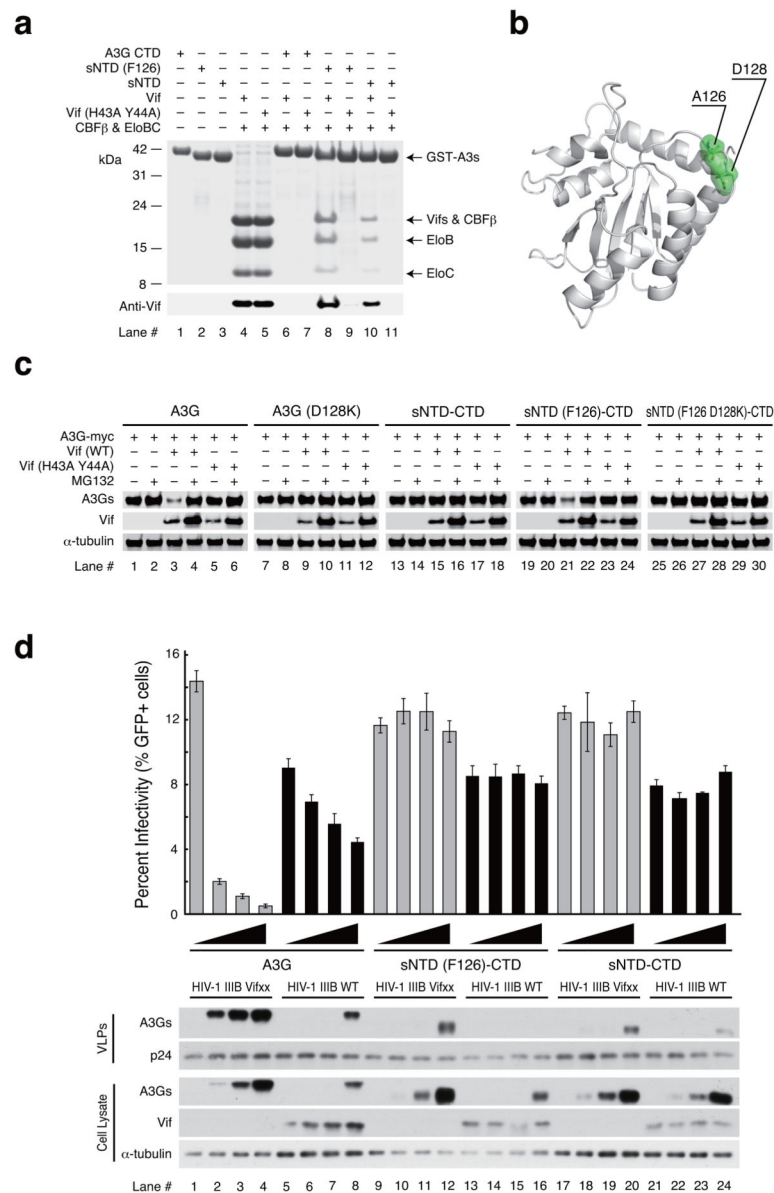 a
A3G CTD + – – – – + + – – – –
sNTD (F126) – + – – – – – + + – –
sNTD – – + – – – – – – + +
Vif – – – + – + – + – + –
Vif (H43A Y44A) – – – – + – + – + – +
CBFβ & EloBC – – – + + + + + + + +
kDa
42
31
24
15
8
GST-A3s
Vifs & CBFβ
EloB
EloC
Anti-Vif
Lane # 1 2 3 4 5 6 7 8 9 10 11
b
D128
A126
c
A3G A3G (D128K) sNTD-CTD sNTD (F126)-CTD sNTD (F126 D128K)-CTD
A3G-myc + + + + + + + + + + + + + + + + + + + + + + + + + + + + + +
Vif (WT) – – + + – – – – + + – – – – + + – – – – + + – – – – + + – –
Vif (H43A Y44A) – – – – + + – – – – + + – – – – + + – – – – + + – – – – + +
MG132 – + – + – + – + – + – + – + – + – + – + – + – + – + – + – +
A3Gs
Vif
α-tubulin
Lane # 1 2 3 4 5 6 7 8 9 10 11 12 13 14 15 16 17 18 19 20 21 22 23 24 25 26 27 28 29 30
d
Percent Infectivity (% GFP+ cells)
16
12
8
4
0
A3G sNTD (F126)-CTD sNTD-CTD
HIV-1 IIIB Vifxx HIV-1 IIIB WT HIV-1 IIIB Vifxx HIV-1 IIIB WT HIV-1 IIIB Vifxx HIV-1 IIIB WT
VLPs
A3Gs
p24
Cell Lysate
A3Gs
Vif
α-tubulin
Lane # 1 2 3 4 5 6 7 8 9 10 11 12 13 14 15 16 17 18 19 20 21 22 23 24